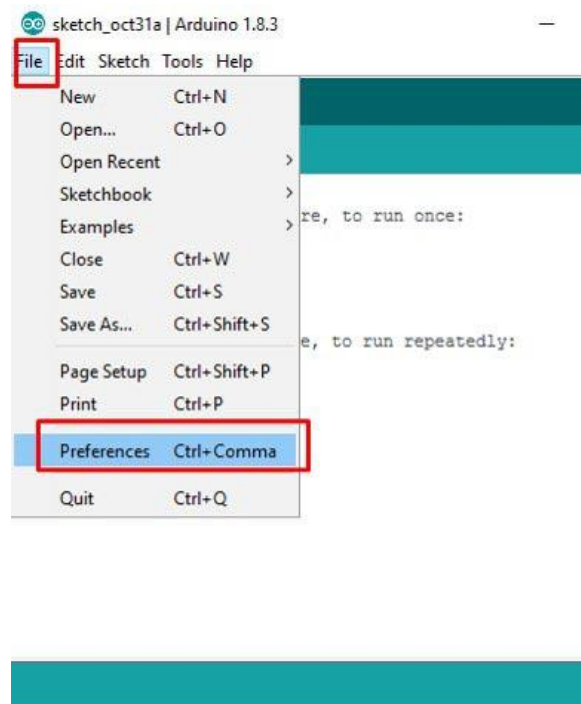 sketch_oct31a | Arduino 1.8.3
File Edit Sketch Tools Help
New Ctrl+N
Open... Ctrl+O
Open Recent
Sketchbook
re, to run once:
Examples
Close Ctrl+W
Save Ctrl+S
Save As... Ctrl+Shift+S
e, to run repeatedly:
Page Setup Ctrl+Shift+P
Print Ctrl+P
Preferences Ctrl+Comma
Quit Ctrl+Q